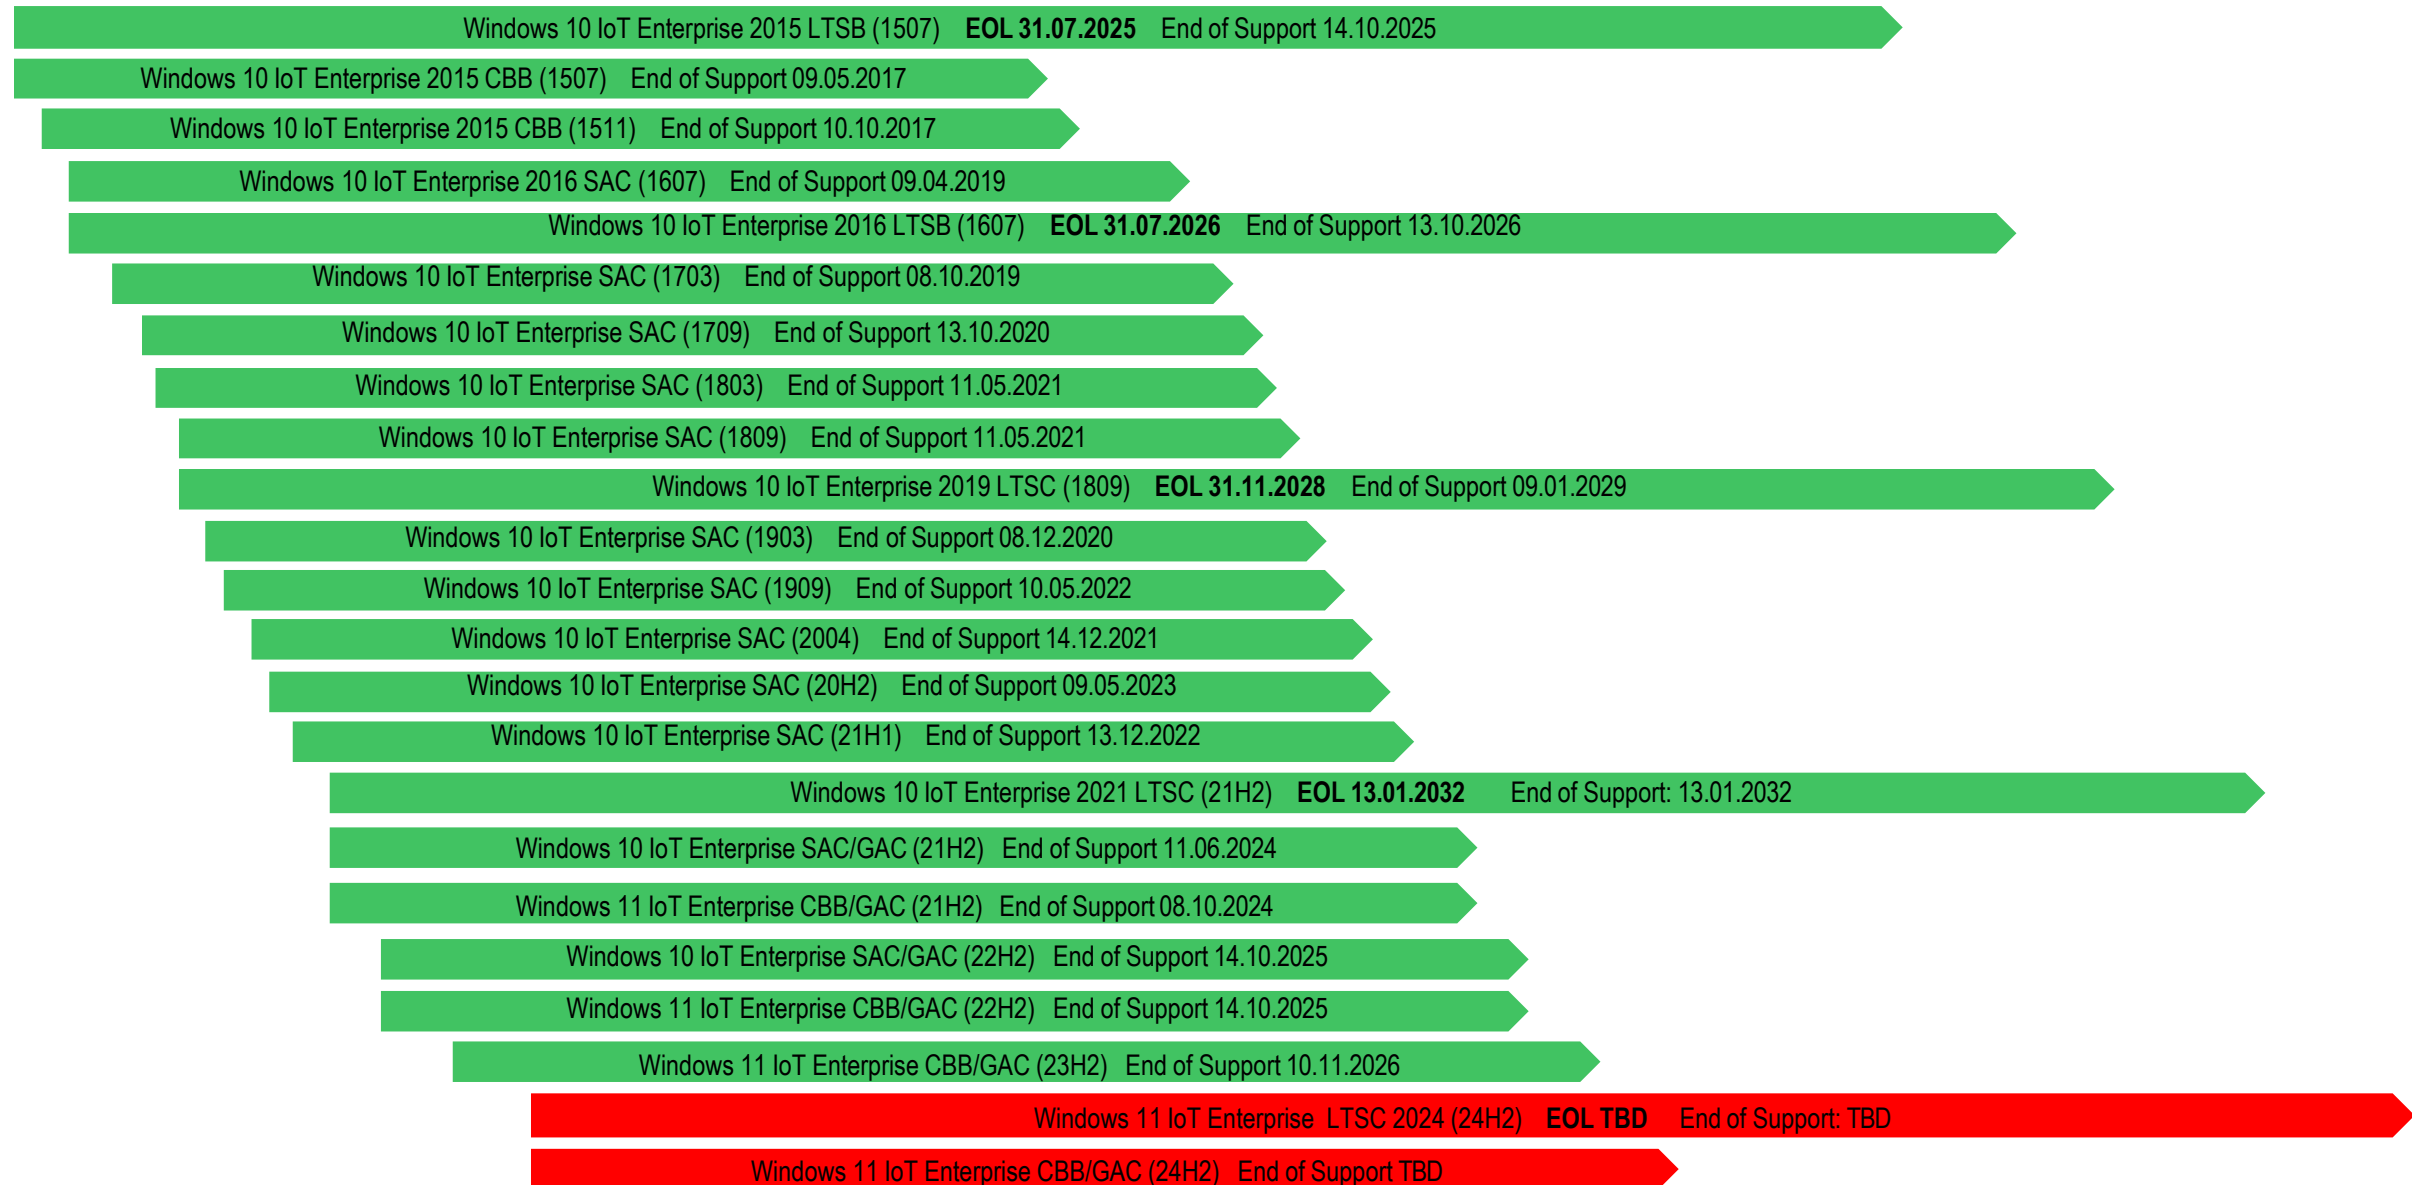 Windows 10 IoT Enterprise 2015 LTSB (1507) EOL 31.07.2025 End of Support 14.10.2025
Windows 10 IoT Enterprise 2015 CBB (1507) End of Support 09.05.2017
Windows 10 IoT Enterprise 2015 CBB (1511) End of Support 10.10.2017
Windows 10 IoT Enterprise 2016 SAC (1607) End of Support 09.04.2019
Windows 10 IoT Enterprise 2016 LTSB (1607) EOL 31.07.2026 End of Support 13.10.2026
Windows 10 IoT Enterprise SAC (1703) End of Support 08.10.2019
Windows 10 IoT Enterprise SAC (1709) End of Support 13.10.2020
Windows 10 IoT Enterprise SAC (1803) End of Support 11.05.2021
Windows 10 IoT Enterprise SAC (1809) End of Support 11.05.2021
Windows 10 IoT Enterprise 2019 LTSC (1809) EOL 31.11.2028 End of Support 09.01.2029
Windows 10 IoT Enterprise SAC (1903) End of Support 08.12.2020
Windows 10 IoT Enterprise SAC (1909) End of Support 10.05.2022
Windows 10 IoT Enterprise SAC (2004) End of Support 14.12.2021
Windows 10 IoT Enterprise SAC (20H2) End of Support 09.05.2023
Windows 10 IoT Enterprise SAC (21H1) End of Support 13.12.2022
Windows 10 IoT Enterprise 2021 LTSC (21H2) EOL 13.01.2032 End of Support: 13.01.2032
Windows 10 IoT Enterprise SAC/GAC (21H2) End of Support 11.06.2024
Windows 11 IoT Enterprise CBB/GAC (21H2) End of Support 08.10.2024
Windows 10 IoT Enterprise SAC/GAC (22H2) End of Support 14.10.2025
Windows 11 IoT Enterprise CBB/GAC (22H2) End of Support 14.10.2025
Windows 11 IoT Enterprise CBB/GAC (23H2) End of Support 10.11.2026
Windows 11 IoT Enterprise LTSC 2024 (24H2) EOL TBD End of Support: TBD
Windows 11 IoT Enterprise CBB/GAC (24H2) End of Support TBD